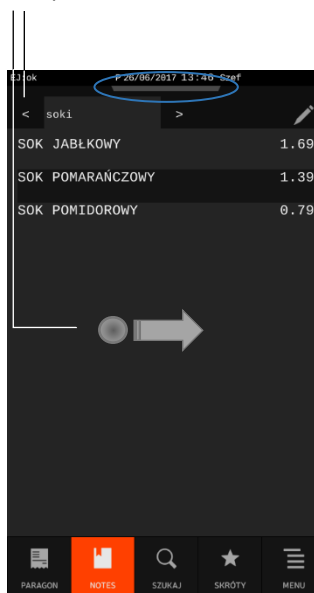 EJ:ok P 26/06/2017 13:46 Szef
< soki >
SOK JABŁKOWY 1.69
SOK POMARAŃCZOWY 1.39
SOK POMIDOROWY 0.79
PARAGON NOTES SZUKAJ SKRÓTY MENU